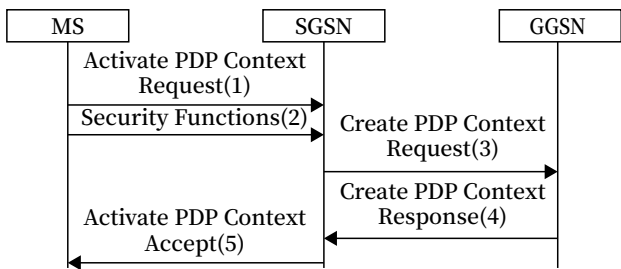 MS
SGSN
GGSN
Activate PDP Context
Request(1)
Security Functions(2)
Create PDP Context
Request(3)
Create PDP Context
Response(4)
Activate PDP Context
Accept(5)